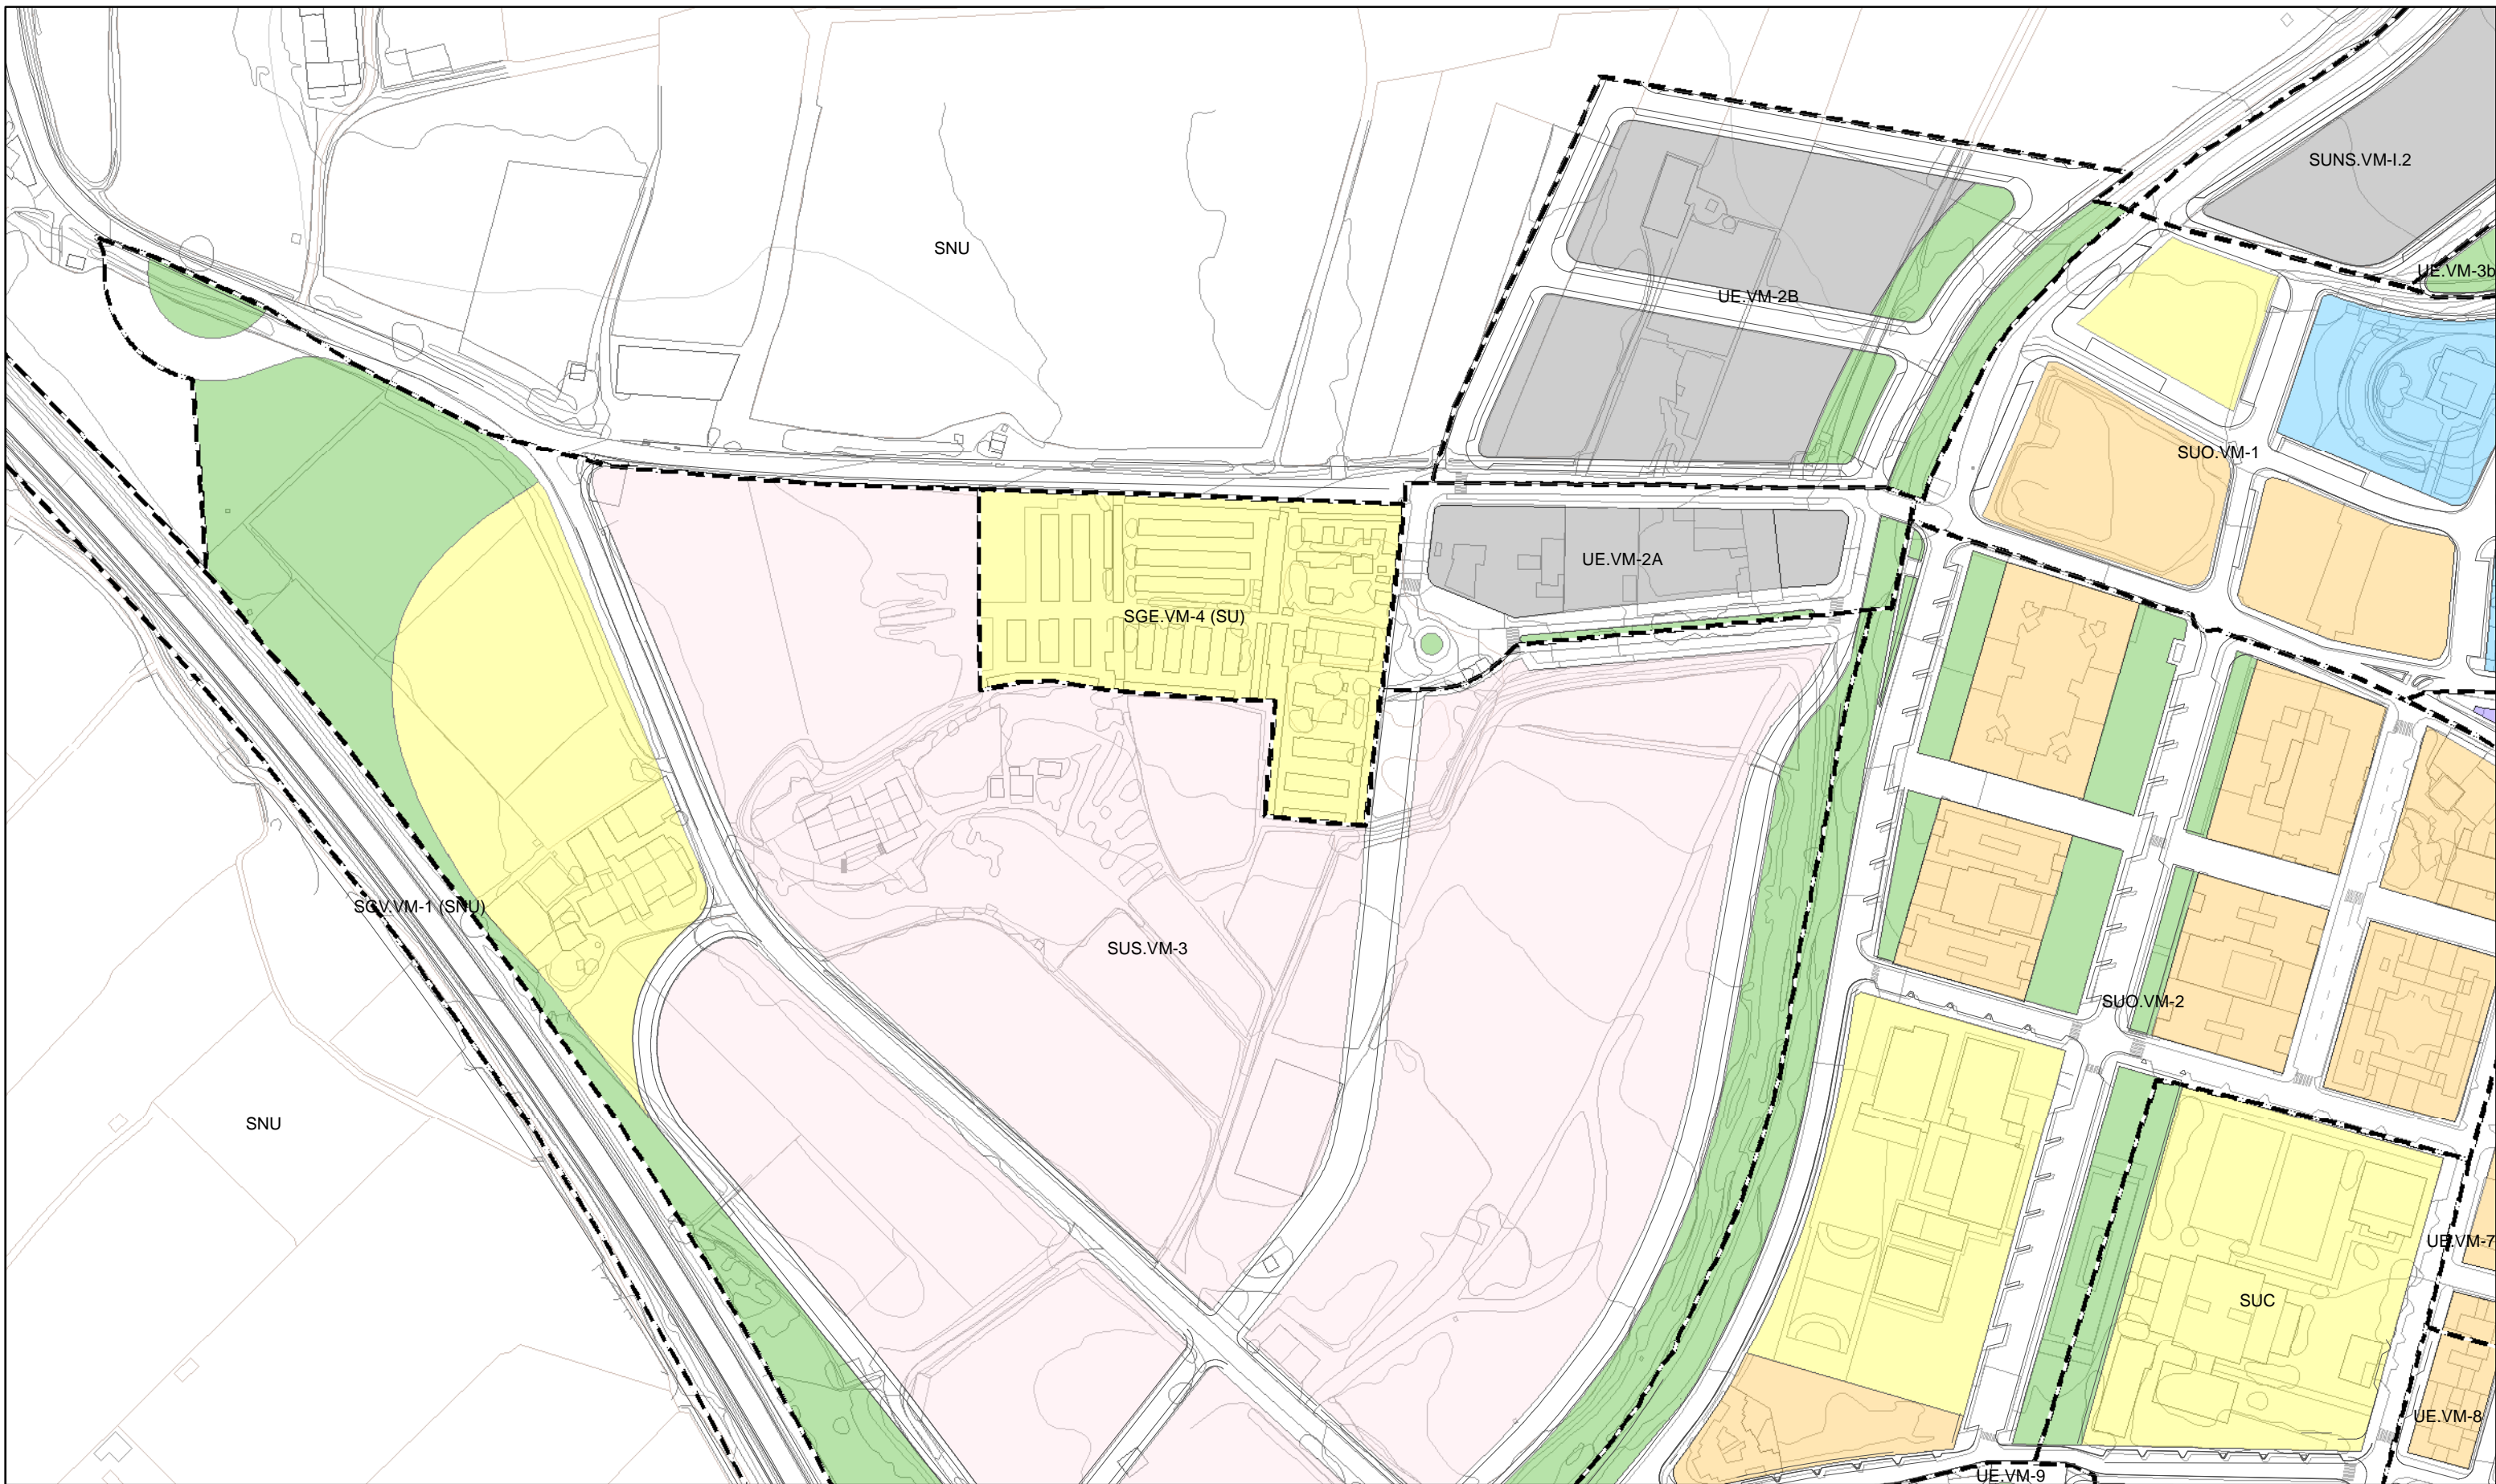 SUNS.VM-I.2
SNU
UE.VM-3b
UE.VM-2B
SUO.VM-1
UE.VM-2A
SGE.VM-4 (SU)
SGV.VM-1 (SNU)
SUS.VM-3
SUO.VM-2
SNU
UE.VM-7
SUC
UE.VM-8
UE.VM-9